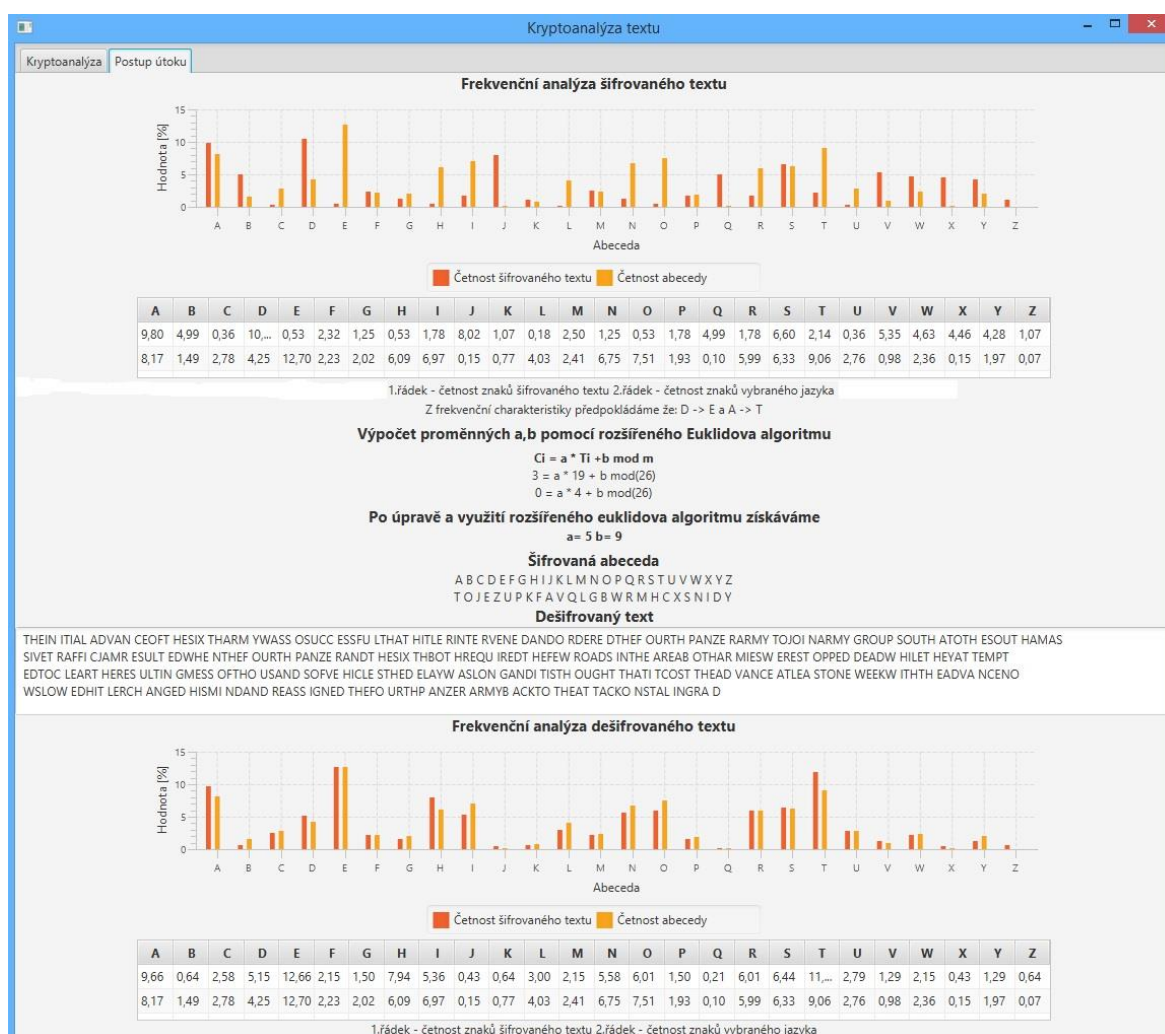 Kryptoanalýza textu
Kryptoanalýza Postup útoku
Frekvenční analýza šifrovaného textu
Hodnota [%]
15
10
5
0
A B C D E F G H I J K L M N O P Q R S T U V W X Y Z
Abeceda
Četnost šifrovaného textu Četnost abecedy
A B C D E F G H I J K L M N O P Q R S T U V W X Y Z
9,80 4,99 0,36 10,... 0,53 2,32 1,25 0,53 1,78 8,02 1,07 0,18 2,50 1,25 0,53 1,78 4,99 1,78 6,60 2,14 0,36 5,35 4,63 4,46 4,28 1,07
8,17 1,49 2,78 4,25 12,70 2,23 2,02 6,09 6,97 0,15 0,77 4,03 2,41 6,75 7,51 1,93 0,10 5,99 6,33 9,06 2,76 0,98 2,36 0,15 1,97 0,07
1.řádek - četnost znaků šifrovaného textu 2.řádek - četnost znaků vybraného jazyka
Z frekvenční charakteristiky předpokládáme že: D -> E a A -> T
Výpočet proměnných a,b pomocí rozšířeného Euklidova algoritmu
Ci = a * Ti +b mod m
3 = a * 19 + b mod(26)
0 = a * 4 + b mod(26)
Po úpravě a využití rozšířeného euklidova algoritmu získáváme
a= 5 b= 9
Šifrovaná abeceda
A B C D E F G H I J K L M N O P Q R S T U V W X Y Z
T O J E Z U P K F A V Q L G B W R M H C X S N I D Y
Dešifrovaný text
THEIN ITIAL ADVAN CEOFT HESIX THARM YWASS OSUCC ESSFU LTHAT HITLE RINTE RVENE DANDO RDERE DTHEF OURTH PANZE RARMY TOJOI NARMY GROUP SOUTH ATOTH ESOUT HAMAS
SIVET RAFFI CJAMR ESULT EDWHE NTHEF OURTH PANZE RANDT HESIX THBOT HREQU IREDT HEFEW ROADS INTHE AREAB OTHAR MIESW EREST OPPED DEADW HILET HEYAT TEMPT
EDTOC LEART HERES ULTIN GMESS OFTHO USAND SOFVE HICLE STHED ELAYW ASLON GANDI TISTH OUGHT THATI TCOST THEAD VANCE ATLEA STONE WEEKW ITHTH EADVA NCENO
WSLOW EDHIT LERCH ANGED HISMI NDAND REASS IGNED THEFO URTHP ANZER ARMYB ACKTO THEAT TACKO NSTAL INGRA D
Frekvenční analýza dešifrovaného textu
Hodnota [%]
15
10
5
0
A B C D E F G H I J K L M N O P Q R S T U V W X Y Z
Abeceda
Četnost šifrovaného textu Četnost abecedy
A B C D E F G H I J K L M N O P Q R S T U V W X Y Z
9,66 0,64 2,58 5,15 12,66 2,15 1,50 7,94 5,36 0,43 0,64 3,00 2,15 5,58 6,01 1,50 0,21 6,01 6,44 11,... 2,79 1,29 2,15 0,43 1,29 0,64
8,17 1,49 2,78 4,25 12,70 2,23 2,02 6,09 6,97 0,15 0,77 4,03 2,41 6,75 7,51 1,93 0,10 5,99 6,33 9,06 2,76 0,98 2,36 0,15 1,97 0,07
1.řádek - četnost znaků šifrovaného textu 2.řádek - četnost znaků vybraného jazyka